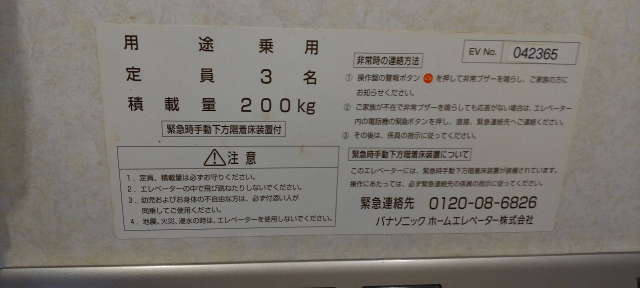 用途 乗用
定員 3名
積載量 200kg
緊急時手動下方階着床装置付
⚠注意
1．定員、積載量は必ずお守りください。
2．エレベーターの中で飛び跳ねたりしないでください。
3．幼児およびお身体の不自由な方は、必ず付添い人が
同乗してご使用ください。
4．地震、火災、浸水の時は、エレベーターを使用しないでください。
EV No. 042365
非常時の連絡方法
① 操作盤の警報ボタンを押して非常ブザーを鳴らし、ご家族の方に
お知らせください。
② ご家族が不在で非常ブザーを鳴らしても応答がない場合は、エレベーター
内の電話機の緊急ボタンを押し、直接、緊急連絡先へご連絡ください。
③ その後は、係員の指示に従ってください。
緊急時手動下方階着床装置について
このエレベーターには、緊急時手動下方階着床装置が装備されています。
操作にあたっては、必ず緊急連絡先の係員の指示に従ってください。
緊急連絡先 0120-08-6826
パナソニック ホームエレベーター株式会社